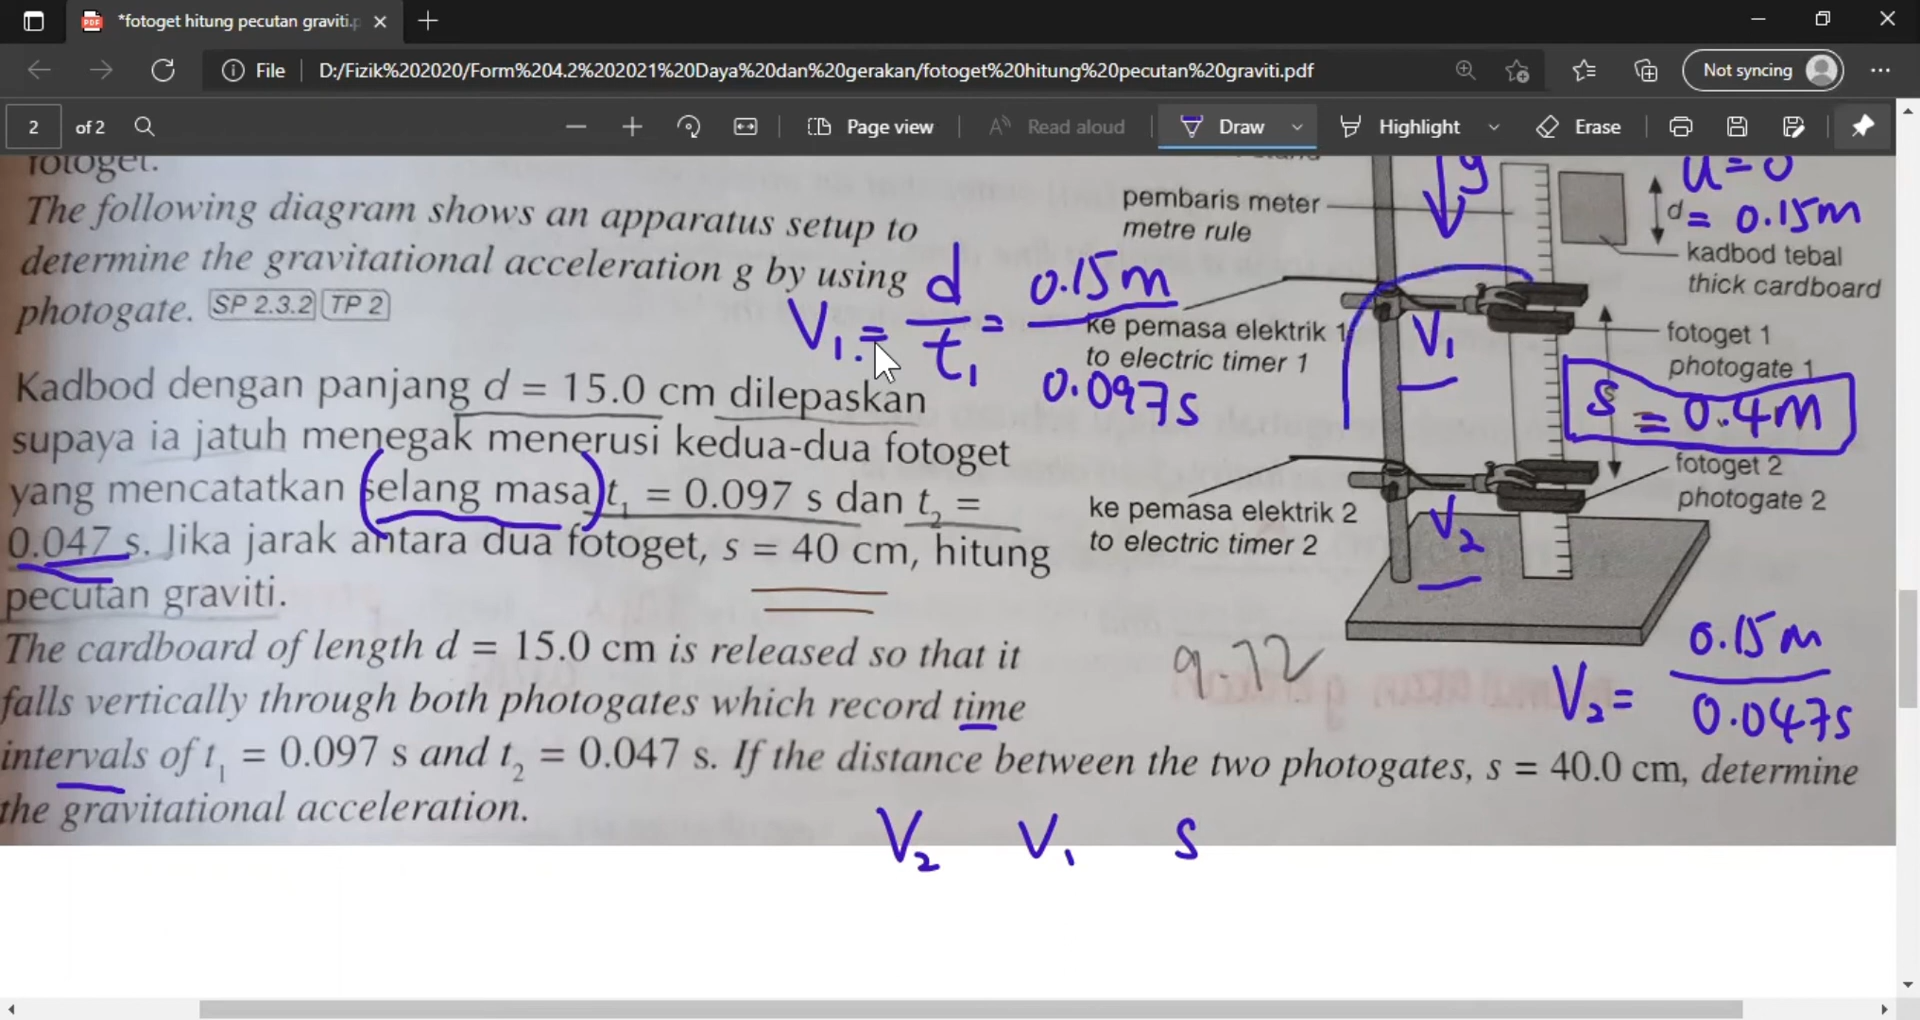 *fotoget hitung pecutan graviti.p
File
D:/Fizik%202020/Form%204.2%202021%20Daya%20dan%20gerakan/fotoget%20hitung%20pecutan%20graviti.pdf
Not syncing
2
of 2
Page view
Read aloud
Draw
Highlight
Erase
fotoget.
The following diagram shows an apparatus setup to
determine the gravitational acceleration g by using
photogate. SP 2.3.2 TP 2
V₁ = d/t₁ = 0.15m/0.097s
Kadbod dengan panjang d = 15.0 cm dilepaskan
supaya ia jatuh menegak menerusi kedua-dua fotoget
yang mencatatkan (selang masa) t₁ = 0.097 s dan t₂ =
0.047 s. Jika jarak antara dua fotoget, s = 40 cm, hitung
pecutan graviti.
The cardboard of length d = 15.0 cm is released so that it
falls vertically through both photogates which record time
intervals of t₁ = 0.097 s and t₂ = 0.047 s. If the distance between the two photogates, s = 40.0 cm, determine
the gravitational acceleration.
g
u = 0
pembaris meter
metre rule
d = 0.15m
kadbod tebal
thick cardboard
ke pemasa elektrik 1
to electric timer 1
V₁
fotoget 1
photogate 1
s = 0.4m
fotoget 2
photogate 2
ke pemasa elektrik 2
to electric timer 2
V₂
9.72
V₂ = 0.15m/0.047s
V₂ V₁ s